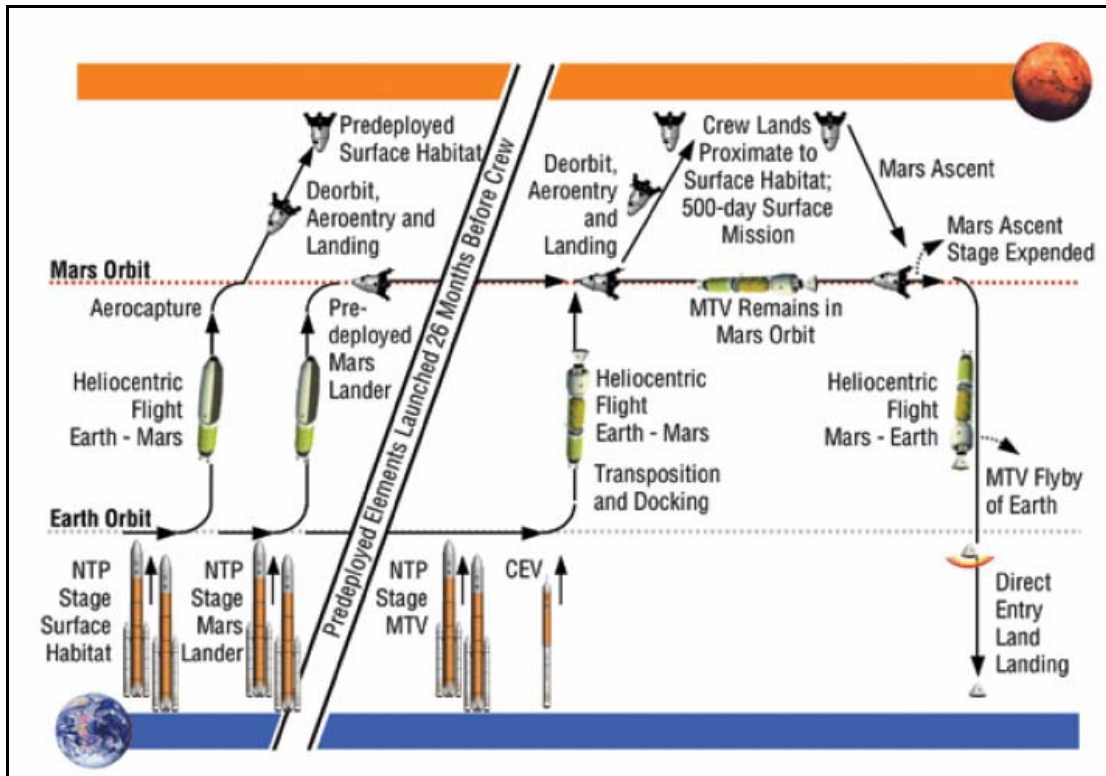 Predeployed
Surface Habitat
Deorbit,
Aeroentry and
Landing
Mars Orbit
Aerocapture
Pre-
deployed
Mars
Lander
Heliocentric
Flight
Earth - Mars
Earth Orbit
NTP
Stage
Surface
Habitat
NTP
Stage
Mars
Lander
Predeployed Elements Launched 26 Months Before Crew
Deorbit,
Aeroentry
and
Landing
Crew Lands
Proximate to
Surface Habitat;
500-day Surface
Mission
Mars Ascent
Mars Ascent
Stage Expended
MTV Remains in
Mars Orbit
Heliocentric
Flight
Earth - Mars
Transposition
and Docking
NTP
Stage
MTV
CEV
Heliocentric
Flight
Mars - Earth
MTV Flyby
of Earth
Direct
Entry
Land
Landing